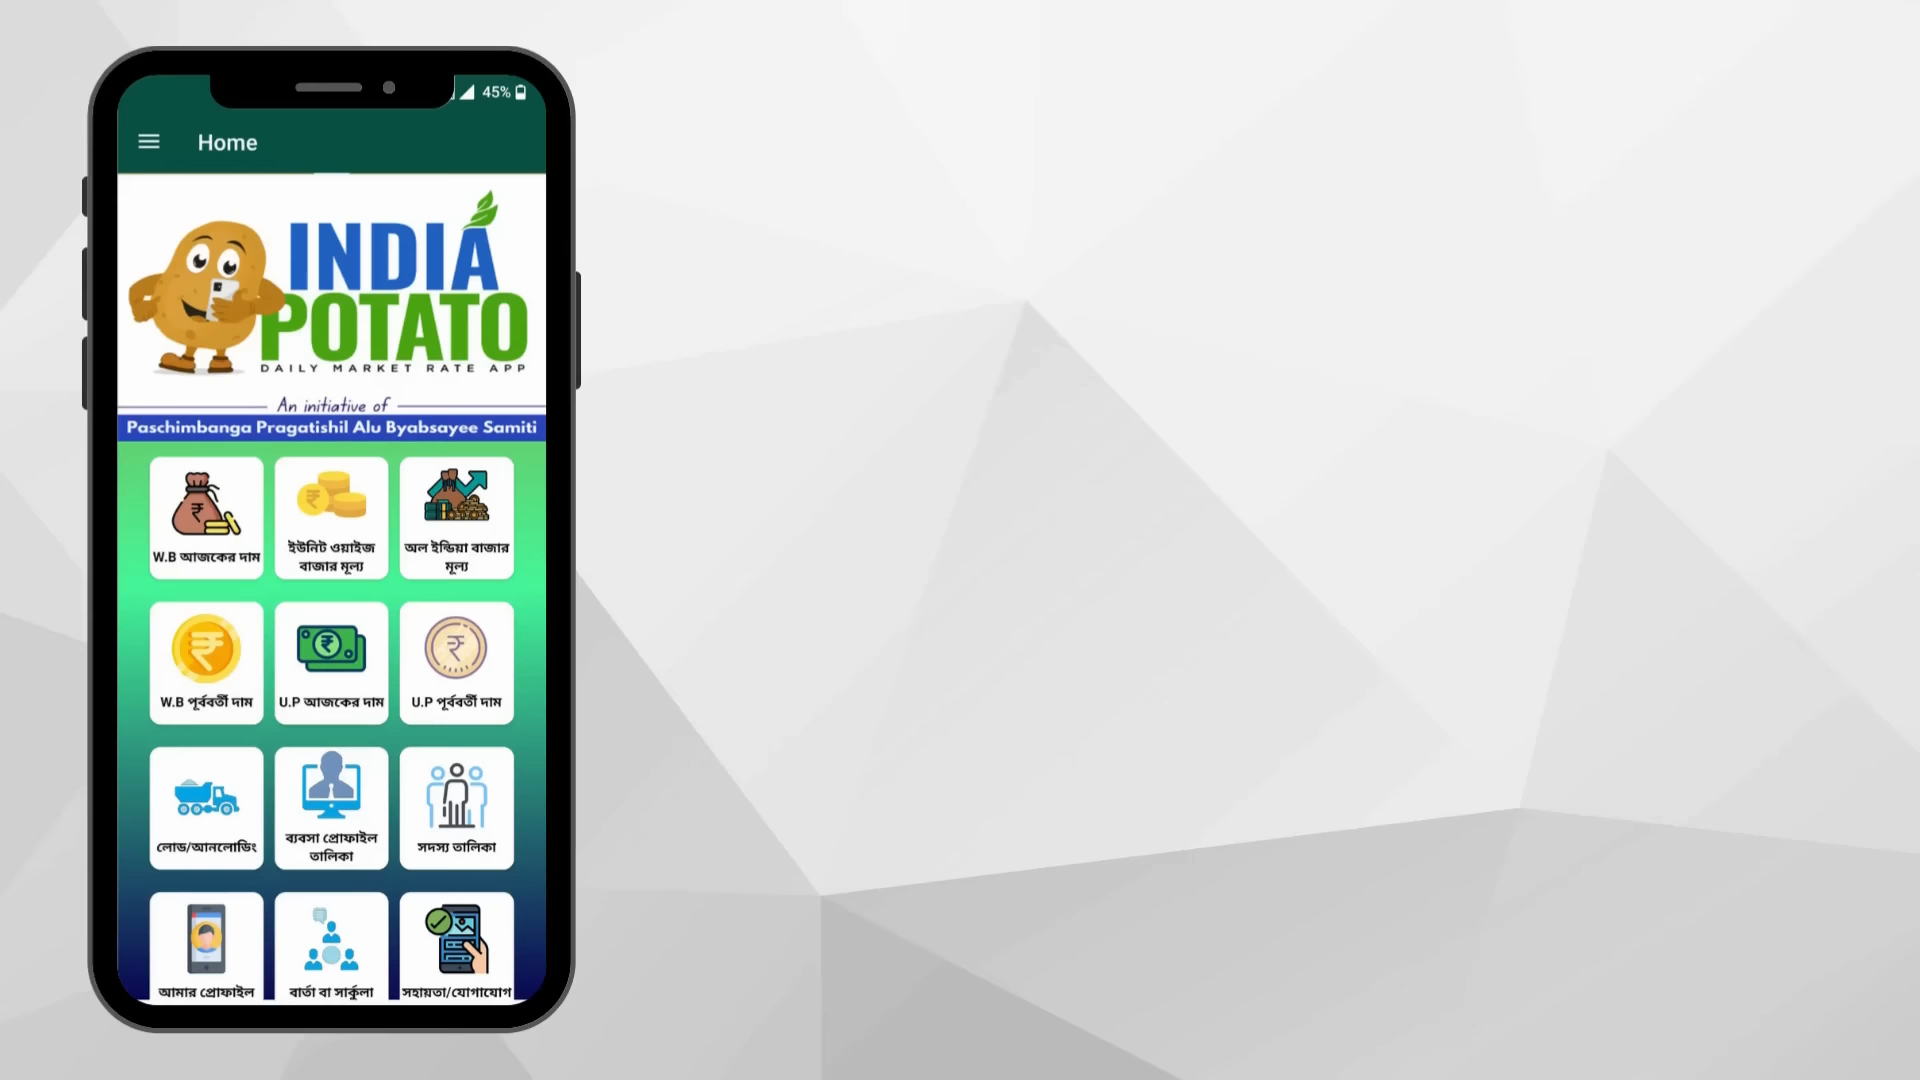 45%
Home
INDIA
POTATO
DAILY MARKET RATE APP
An initiative of
Paschimbanga Pragatishil Alu Byabsayee Samiti
W.B আজকের দাম
ইউনিট ওয়াইজ
বাজার মূল্য
অল ইন্ডিয়া বাজার
মূল্য
W.B পূর্ববর্তী দাম
U.P আজকের দাম
U.P পূর্ববর্তী দাম
লোড/আনলোডিং
ব্যবসা প্রোফাইল
তালিকা
সদস্য তালিকা
আমার প্রোফাইল
বার্তা বা সার্কুলা
সহায়তা/যোগাযোগ